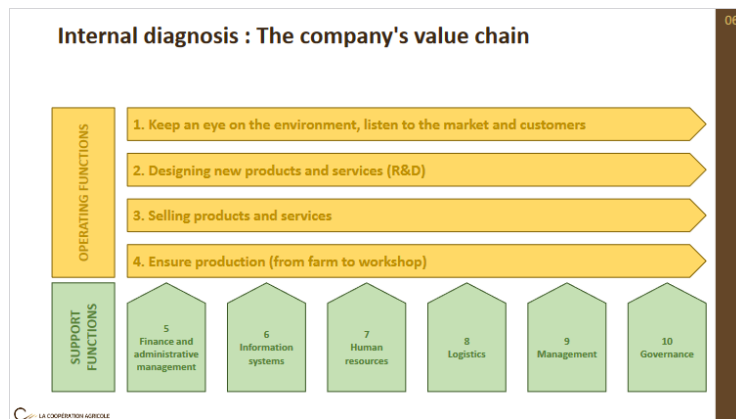 Internal diagnosis : The company's value chain
06
OPERATING FUNCTIONS
1. Keep an eye on the environment, listen to the market and customers
2. Designing new products and services (R&D)
3. Selling products and services
4. Ensure production (from farm to workshop)
SUPPORT
FUNCTIONS
5
Finance and
administrative
management
6
Information
systems
7
Human
resources
8
Logistics
9
Management
10
Governance
LA COOPÉRATION AGRICOLE